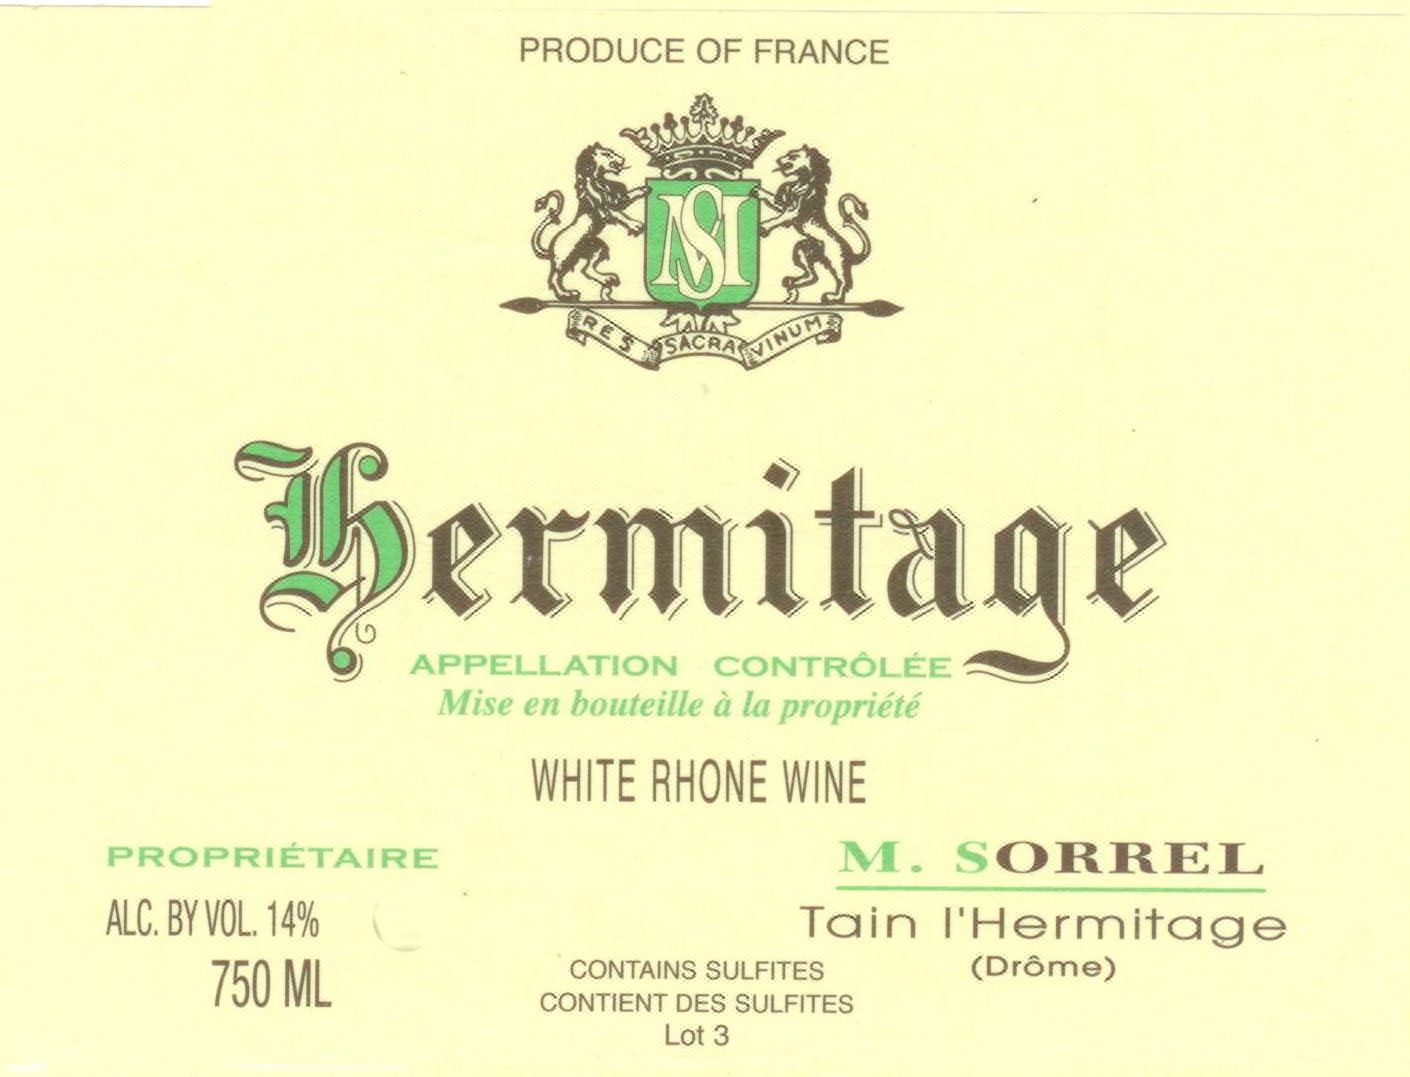 PRODUCE OF FRANCE
MS
RES SACRA VINUM
Hermitage
APPELLATION CONTRÔLÉE
Mise en bouteille à la propriété
WHITE RHONE WINE
PROPRIÉTAIRE
M. SORREL
ALC. BY VOL. 14%
Tain l'Hermitage
750 ML
(Drôme)
CONTAINS SULFITES
CONTIENT DES SULFITES
Lot 3